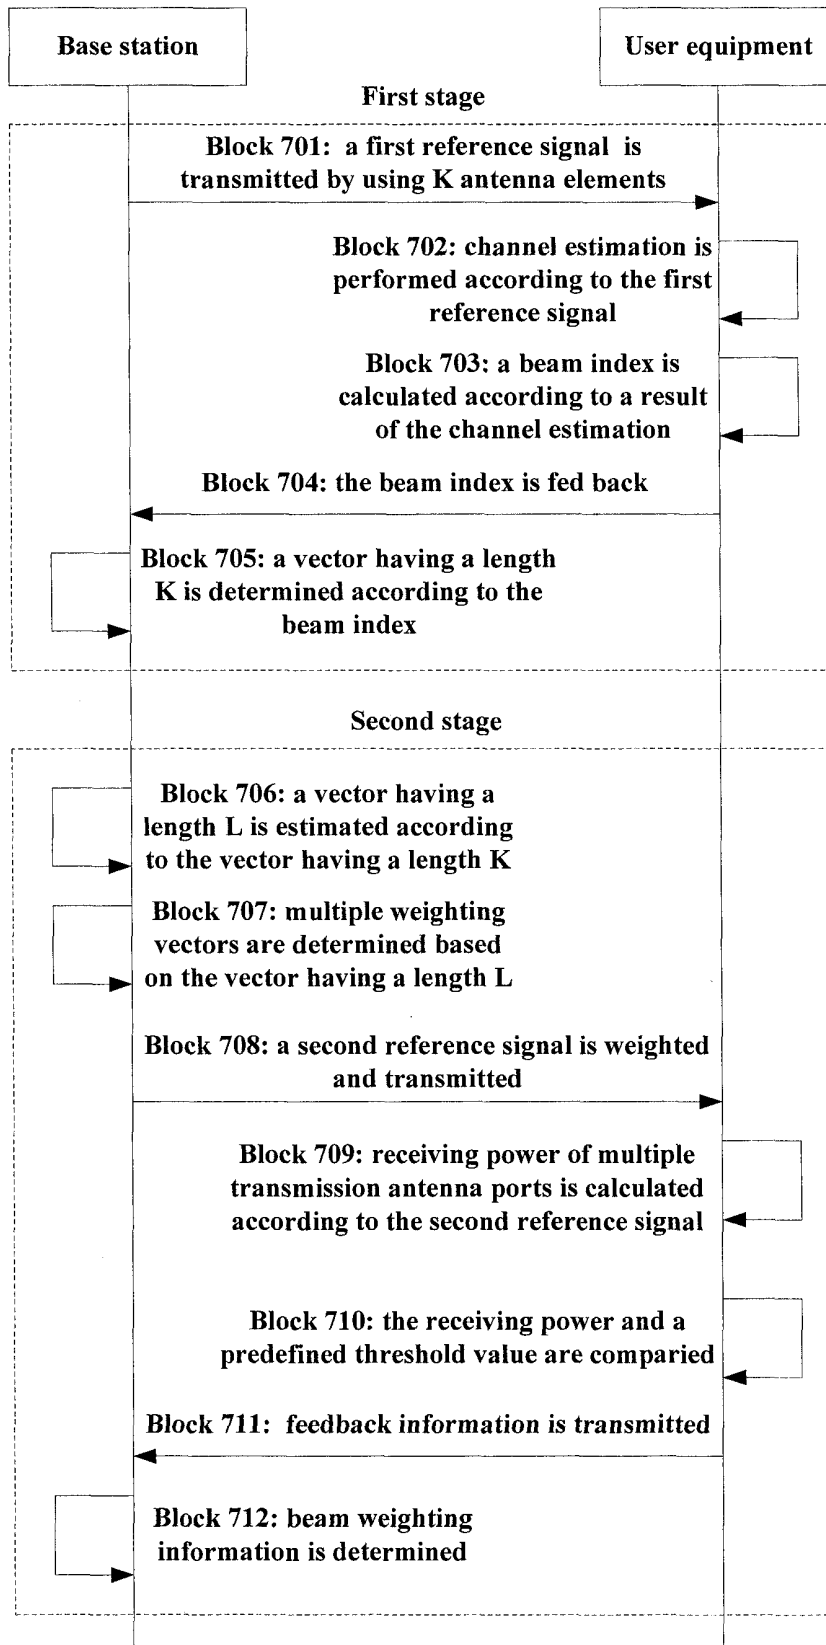 Base station
User equipment
First stage
Block 701: a first reference signal is
transmitted by using K antenna elements
Block 702: channel estimation is
performed according to the first
reference signal
Block 703: a beam index is
calculated according to a result
of the channel estimation
Block 704: the beam index is fed back
Block 705: a vector having a length
K is determined according to the
beam index
Second stage
Block 706: a vector having a
length L is estimated according
to the vector having a length K
Block 707: multiple weighting
vectors are determined based
on the vector having a length L
Block 708: a second reference signal is weighted
and transmitted
Block 709: receiving power of multiple
transmission antenna ports is calculated
according to the second reference signal
Block 710: the receiving power and a
predefined threshold value are comparied
Block 711: feedback information is transmitted
Block 712: beam weighting
information is determined